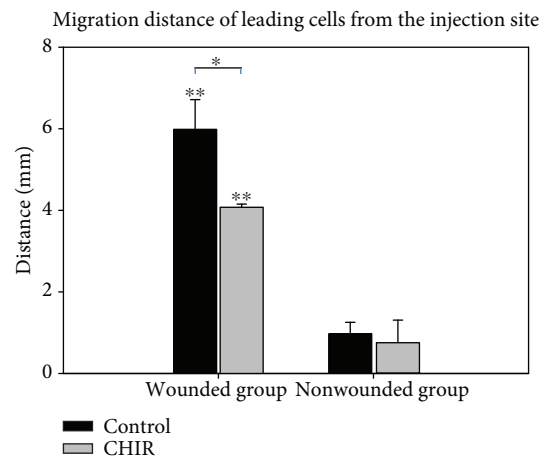 Migration distance of leading cells from the injection site
8
6
4
2
0
Distance (mm)
*
**
**
Wounded group Nonwounded group
Control
CHIR